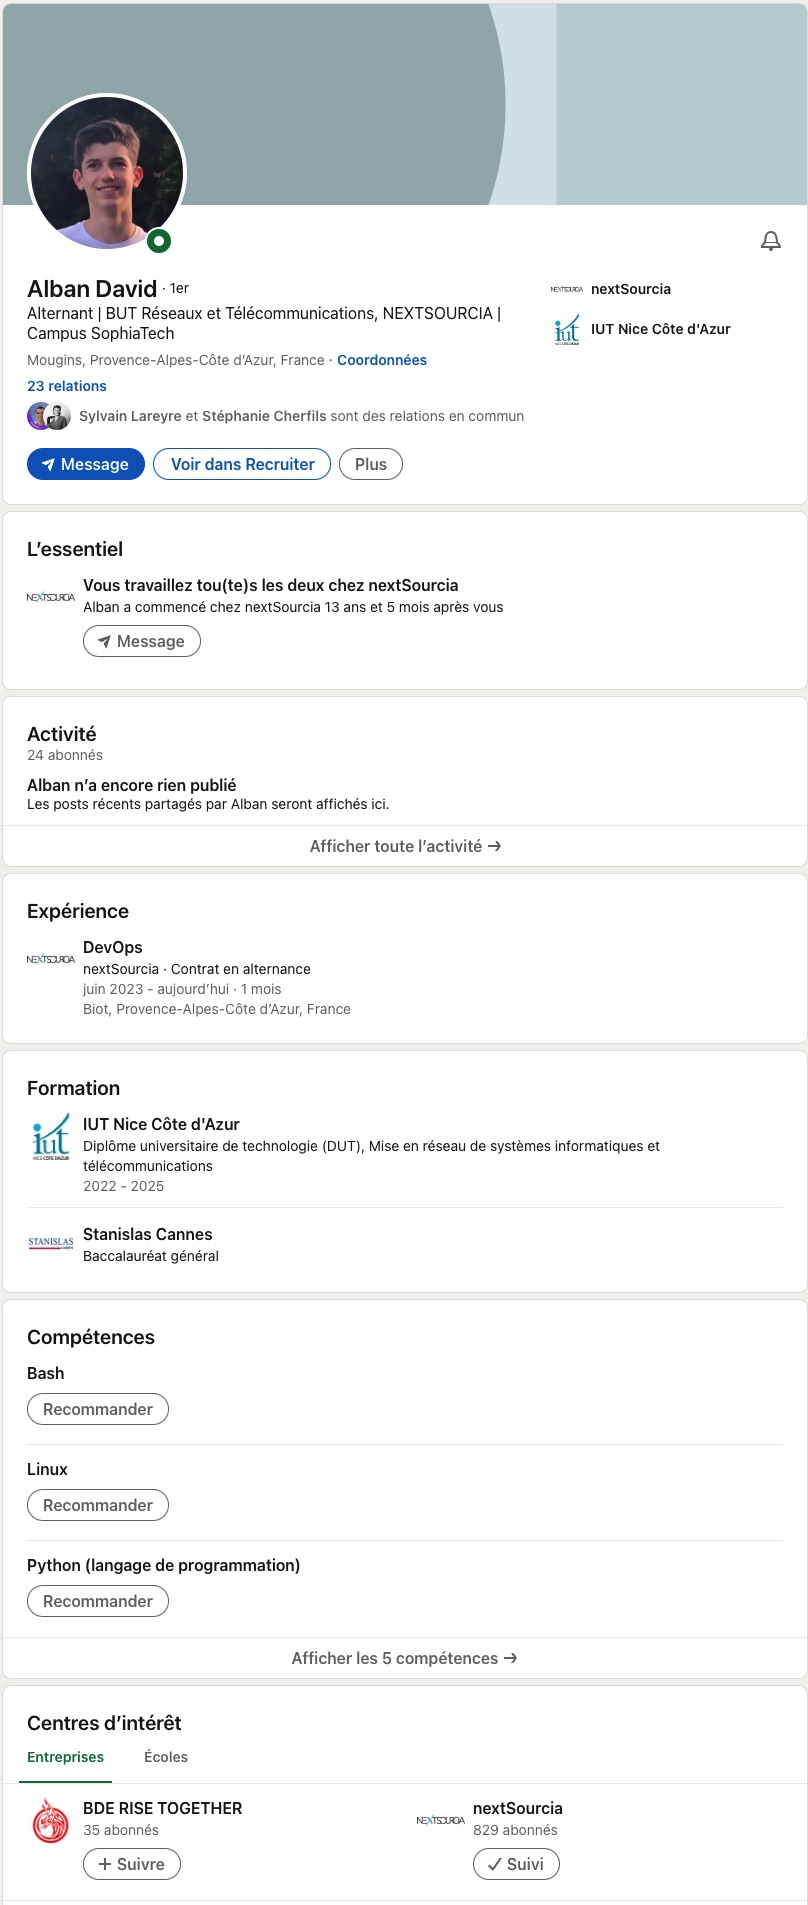 Alban David · 1er
Alternant | BUT Réseaux et Télécommunications, NEXTSOURCIA |
Campus SophiaTech
Mougins, Provence-Alpes-Côte d’Azur, France · Coordonnées
23 relations
Sylvain Lareyre et Stéphanie Cherfils sont des relations en commun
NEXTSOURCIA nextSourcia
iut IUT Nice Côte d'Azur
Message
Voir dans Recruiter
Plus
L’essentiel
NEXTSOURCIA
Vous travaillez tou(te)s les deux chez nextSourcia
Alban a commencé chez nextSourcia 13 ans et 5 mois après vous
Message
Activité
24 abonnés
Alban n’a encore rien publié
Les posts récents partagés par Alban seront affichés ici.
Afficher toute l’activité →
Expérience
NEXTSOURCIA
DevOps
nextSourcia · Contrat en alternance
juin 2023 - aujourd’hui · 1 mois
Biot, Provence-Alpes-Côte d’Azur, France
Formation
iut
NICE CÔTE D'AZUR
IUT Nice Côte d'Azur
Diplôme universitaire de technologie (DUT), Mise en réseau de systèmes informatiques et
télécommunications
2022 - 2025
STANISLAS
CANNES
Stanislas Cannes
Baccalauréat général
Compétences
Bash
Recommander
Linux
Recommander
Python (langage de programmation)
Recommander
Afficher les 5 compétences →
Centres d’intérêt
Entreprises
Écoles
BDE RISE TOGETHER
35 abonnés
+ Suivre
NEXTSOURCIA
nextSourcia
829 abonnés
✓ Suivi